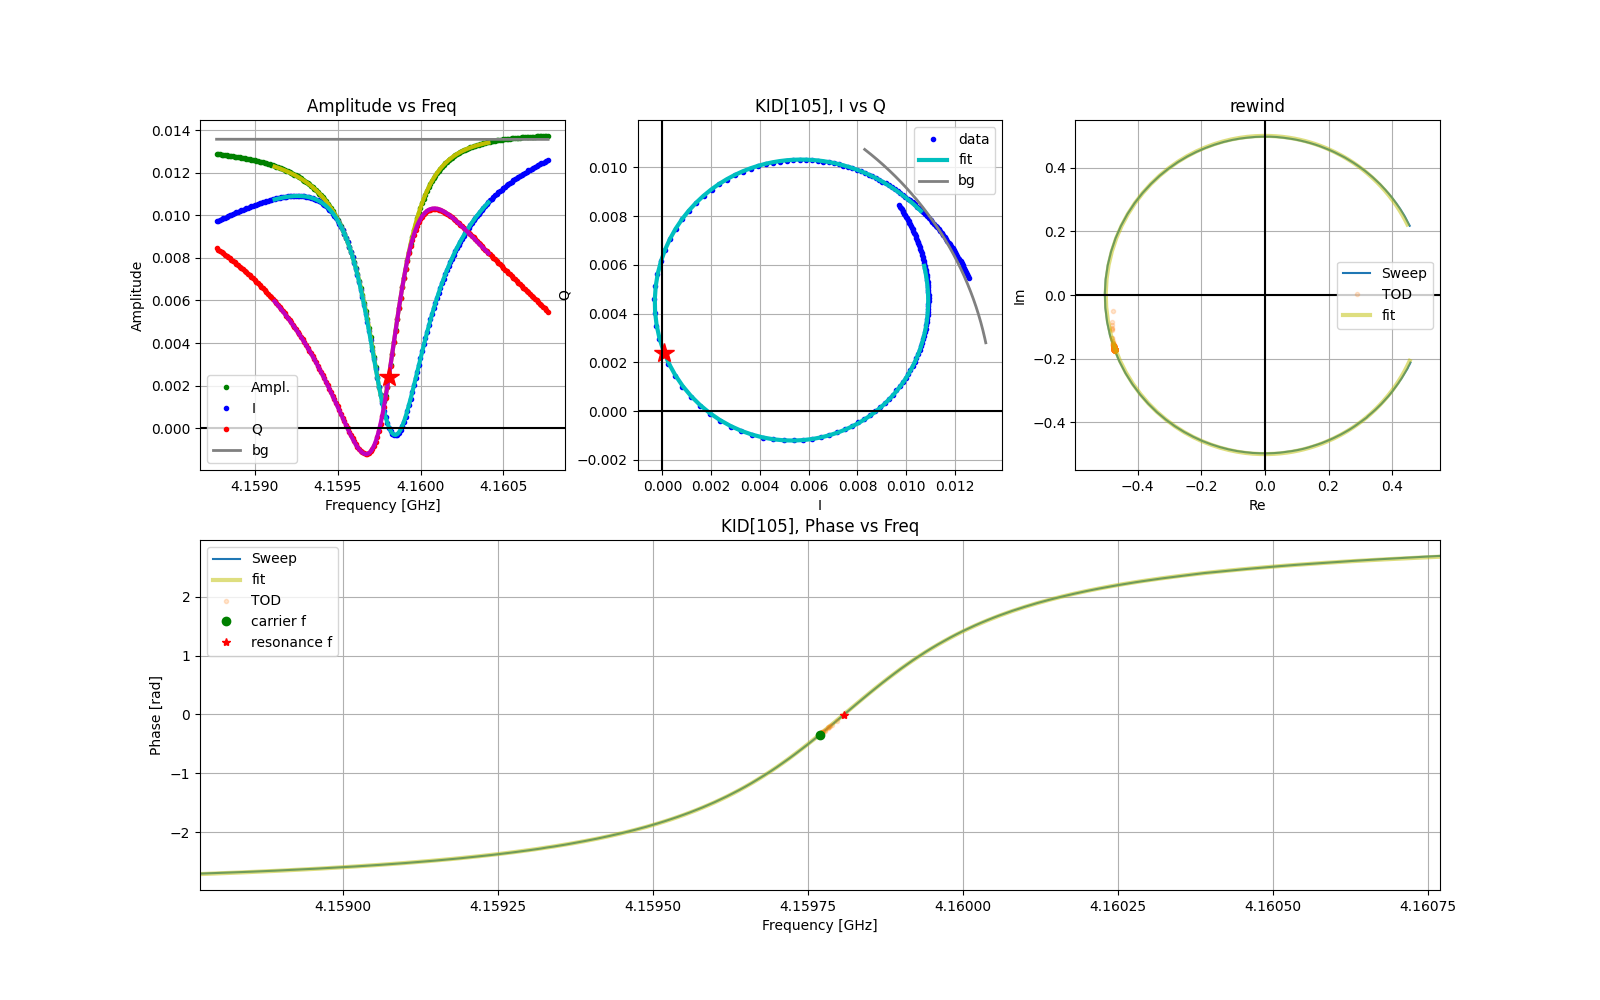 Amplitude vs Freq
0.014
0.012
0.010
0.008
0.006
0.004
0.002
0.000
Amplitude
Ampl.
I
Q
bg
4.1590
4.1595
4.1600
4.1605
Frequency [GHz]
KID[105], I vs Q
0.010
0.008
0.006
0.004
0.002
0.000
−0.002
Q
data
fit
bg
0.000
0.002
0.004
0.006
0.008
0.010
0.012
I
rewind
0.4
0.2
0.0
−0.2
−0.4
Im
Sweep
TOD
fit
−0.4
−0.2
0.0
0.2
0.4
Re
KID[105], Phase vs Freq
2
1
0
−1
−2
Phase [rad]
Sweep
fit
TOD
carrier f
resonance f
4.15900
4.15925
4.15950
4.15975
4.16000
4.16025
4.16050
4.16075
Frequency [GHz]